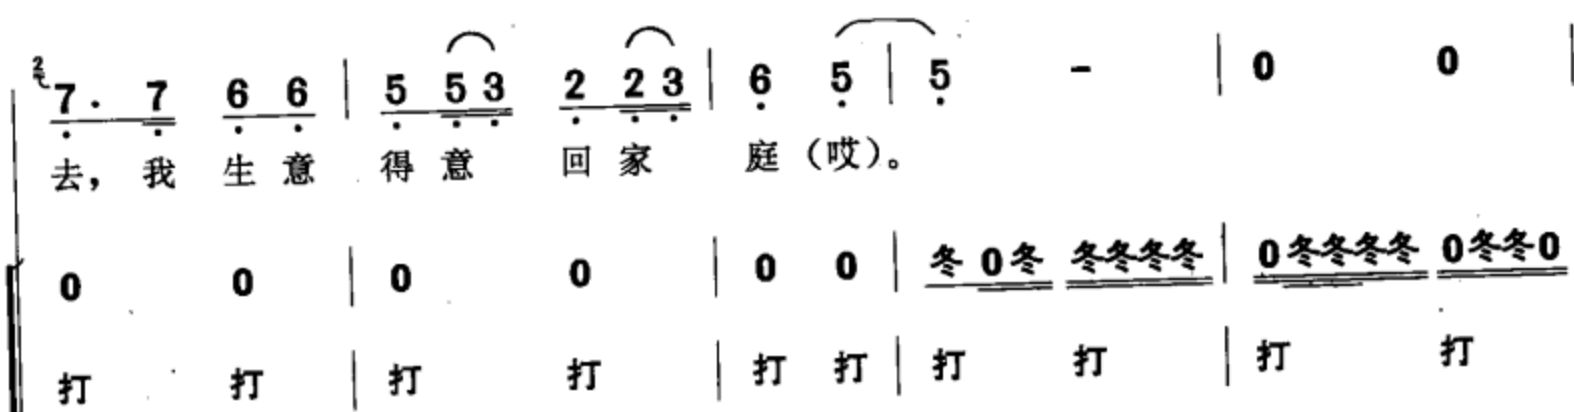 2
7· 7 6 6 | 5 5 3 2 2 3 | 6 5 | 5 - | 0 0 |
去，我 生 意 得 意 回 家 庭（哎）。
0 0 | 0 0 | 0 0 | 冬 0冬 冬冬冬冬 | 0冬冬冬冬 0冬冬0
打 打 | 打 打 | 打 打 | 打 打 | 打 打